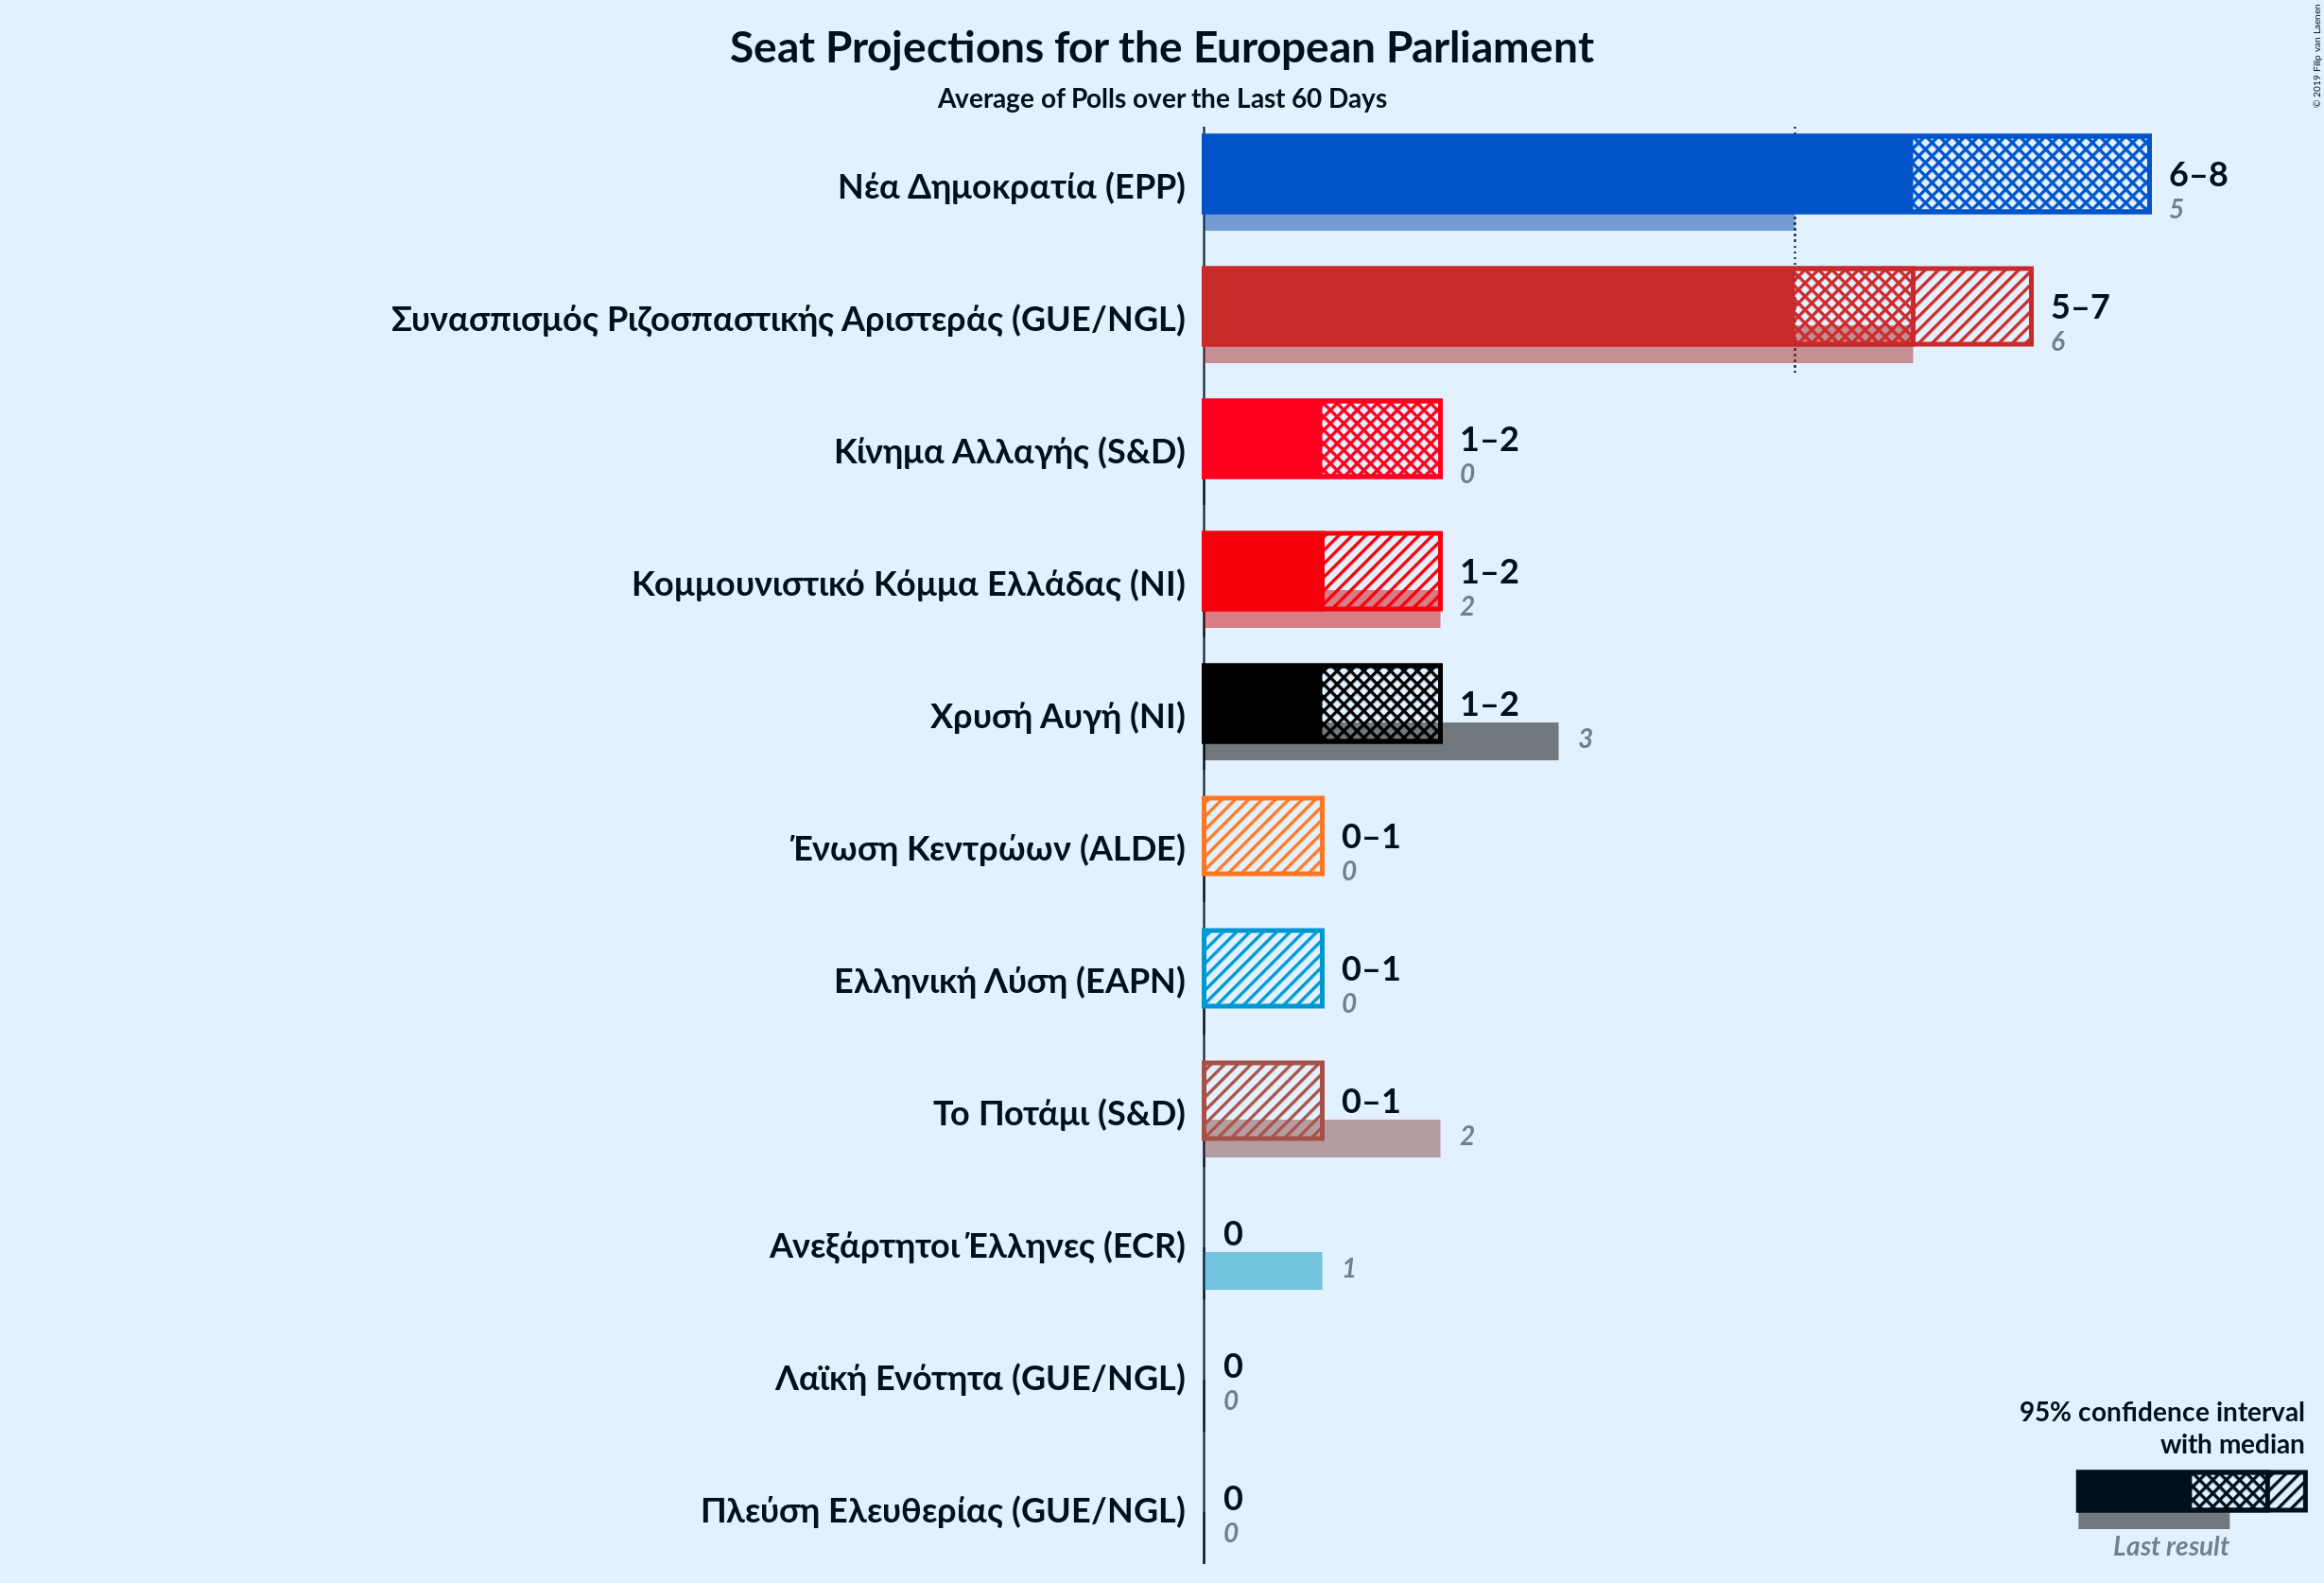 © 2019 Filip van Laenen
Seat Projections for the European Parliament
Average of Polls over the Last 60 Days
Νέα Δημοκρατία (EPP)
6–8
5
Συνασπισμός Ριζοσπαστικής Αριστεράς (GUE/NGL)
5–7
6
Κίνημα Αλλαγής (S&D)
1–2
0
Κομμουνιστικό Κόμμα Ελλάδας (NI)
1–2
2
Χρυσή Αυγή (NI)
1–2
3
Ένωση Κεντρώων (ALDE)
0–1
0
Ελληνική Λύση (EAPN)
0–1
0
Το Ποτάμι (S&D)
0–1
2
Ανεξάρτητοι Έλληνες (ECR)
0
1
Λαϊκή Ενότητα (GUE/NGL)
0
0
Πλεύση Ελευθερίας (GUE/NGL)
0
0
95% confidence interval
with median
Last result